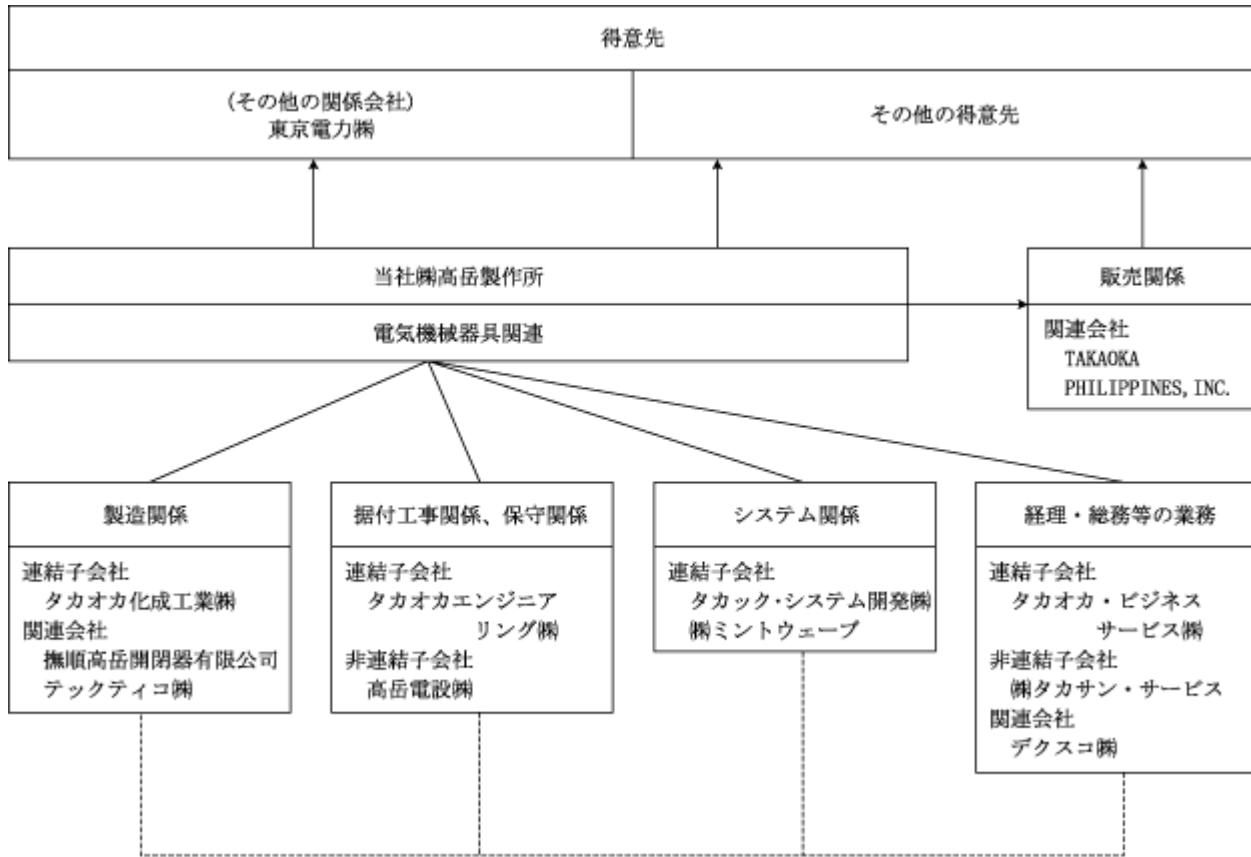 得意先
(その他の関係会社)
東京電力㈱
その他の得意先
当社㈱高岳製作所
電気機械器具関連
販売関係
関連会社
TAKAOKA
PHILIPPINES, INC.
製造関係
連結子会社
タカオカ化成工業㈱
関連会社
撫順高岳開閉器有限公司
テックティコ㈱
据付工事関係、保守関係
連結子会社
タカオカエンジニア
リング㈱
非連結子会社
高岳電設㈱
システム関係
連結子会社
タカック・システム開発㈱
㈱ミントウェーブ
経理・総務等の業務
連結子会社
タカオカ・ビジネス
サービス㈱
非連結子会社
㈱タカサン・サービス
関連会社
デクスコ㈱